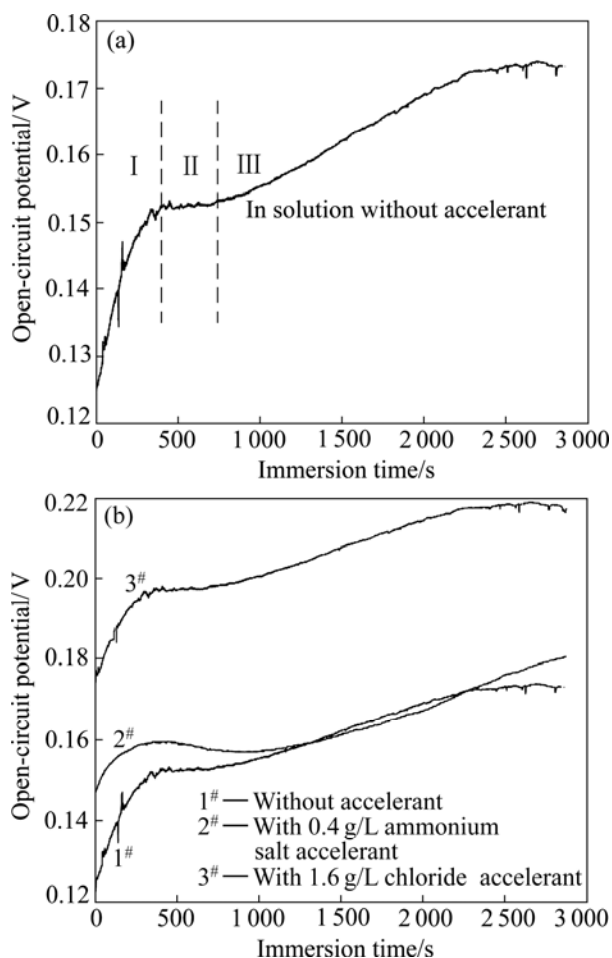 (a)
0.18
0.17
0.16
0.15
0.14
0.13
0.12
Open-circuit potential/V
I II III
In solution without accelerant
0 500 1 000 1 500 2 000 2 500 3 000
Immersion time/s
(b)
0.22
0.20
0.18
0.16
0.14
0.12
Open-circuit potential/V
3#
2#
1#
1# — Without accelerant
2# — With 0.4 g/L ammonium
salt accelerant
3# — With 1.6 g/L chloride accelerant
0 500 1 000 1 500 2 000 2 500 3 000
Immersion time/s